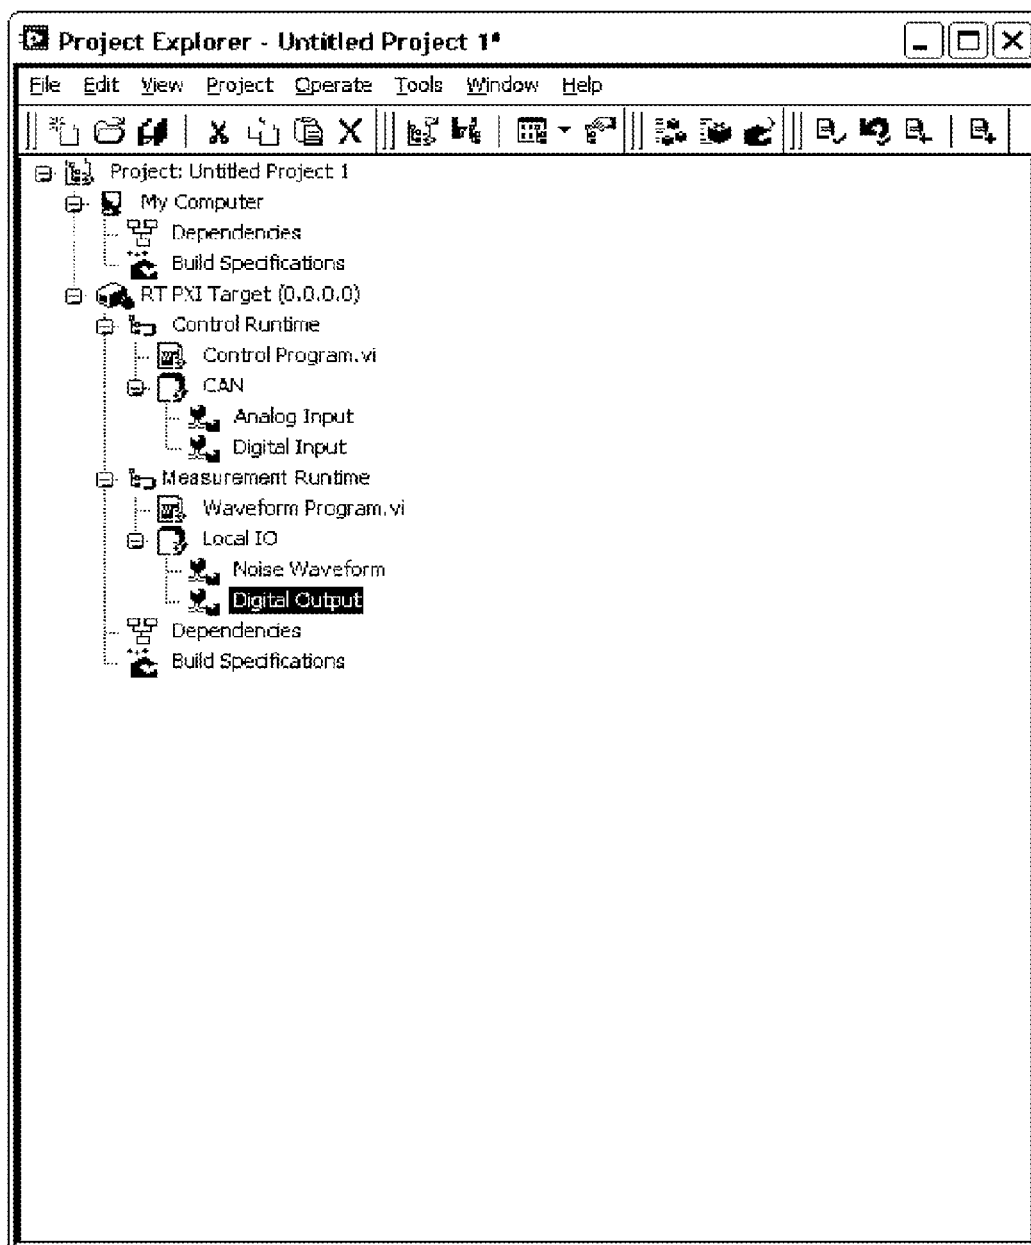 Project Explorer - Untitled Project 1*
File Edit View Project Operate Tools Window Help
Project: Untitled Project 1
My Computer
Dependencies
Build Specifications
RT PXI Target (0.0.0.0)
Control Runtime
Control Program.vi
CAN
Analog Input
Digital Input
Measurement Runtime
Waveform Program.vi
Local IO
Noise Waveform
Digital Output
Dependencies
Build Specifications